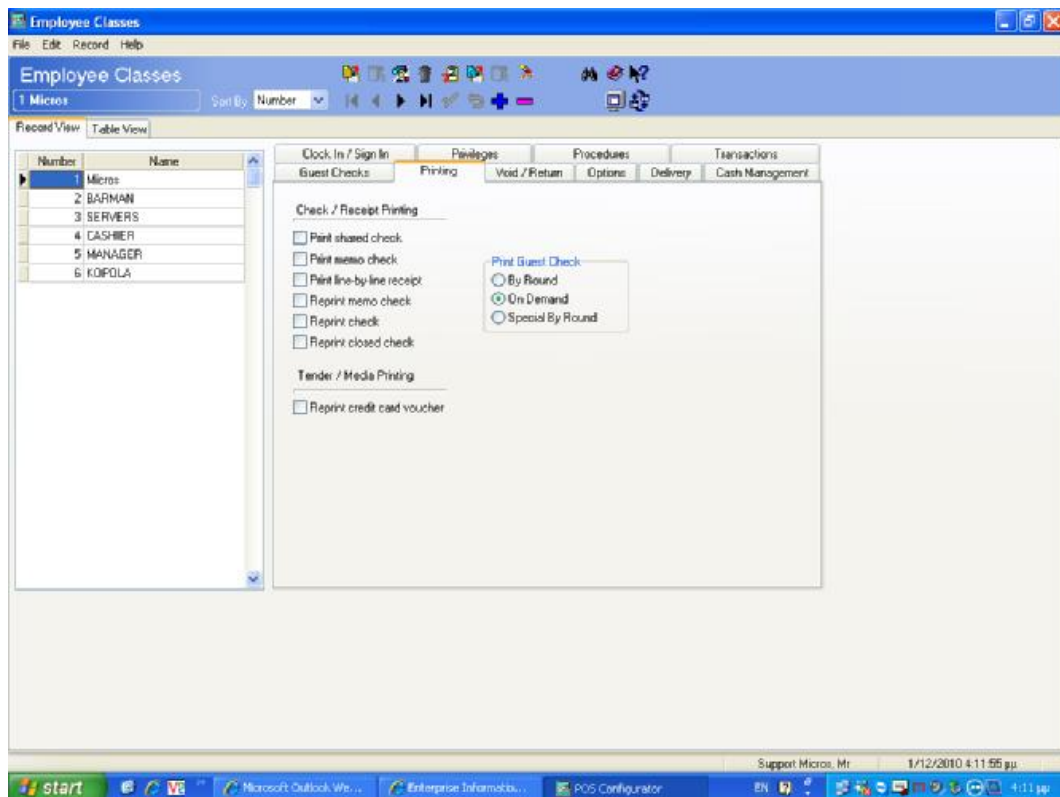 Employee Classes
File Edit Record Help
Employee Classes
1 Micros
Sort By Number
Record View Table View
Number Name
1 Micros
2 BARMAN
3 SERVERS
4 CASHIER
5 MANAGER
6 KOPOLA
Clock In / Sign In Privileges Procedures Transactions
Guest Checks Printing Void / Return Options Delivery Cash Management
Check / Receipt Printing
Print shared check
Print memo check
Print line-by-line receipt
Reprint memo check
Reprint check
Reprint closed check
Print Guest Check
By Round
On Demand
Special By Round
Tender / Media Printing
Reprint credit card voucher
Support Micros, Mr 1/12/2010 4:11:55 μμ
start Microsoft Outlook We... Enterprise Informatio... POS Configurator EN 4:11 μμ